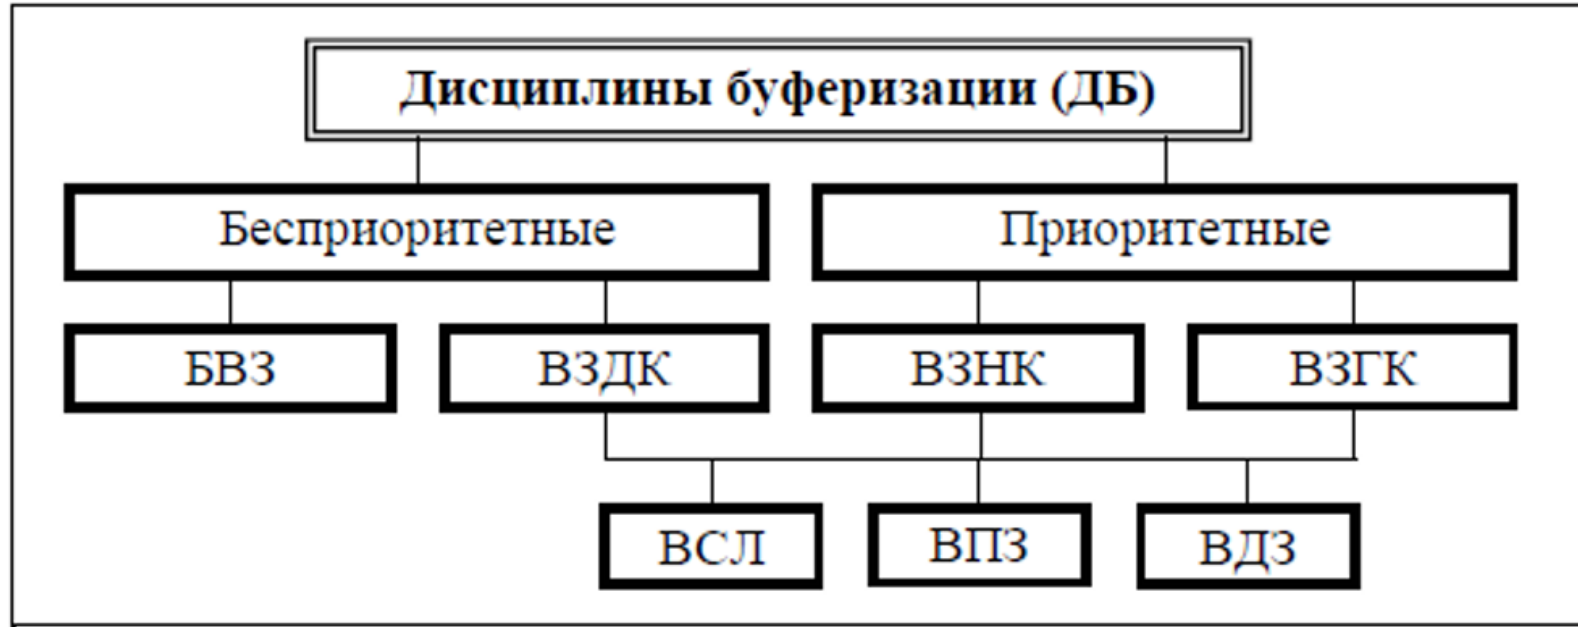 Дисциплины буферизации (ДБ)
Бесприоритетные
Приоритетные
БВЗ
ВЗДК
ВЗНК
ВЗГК
ВСЛ
ВПЗ
ВДЗ